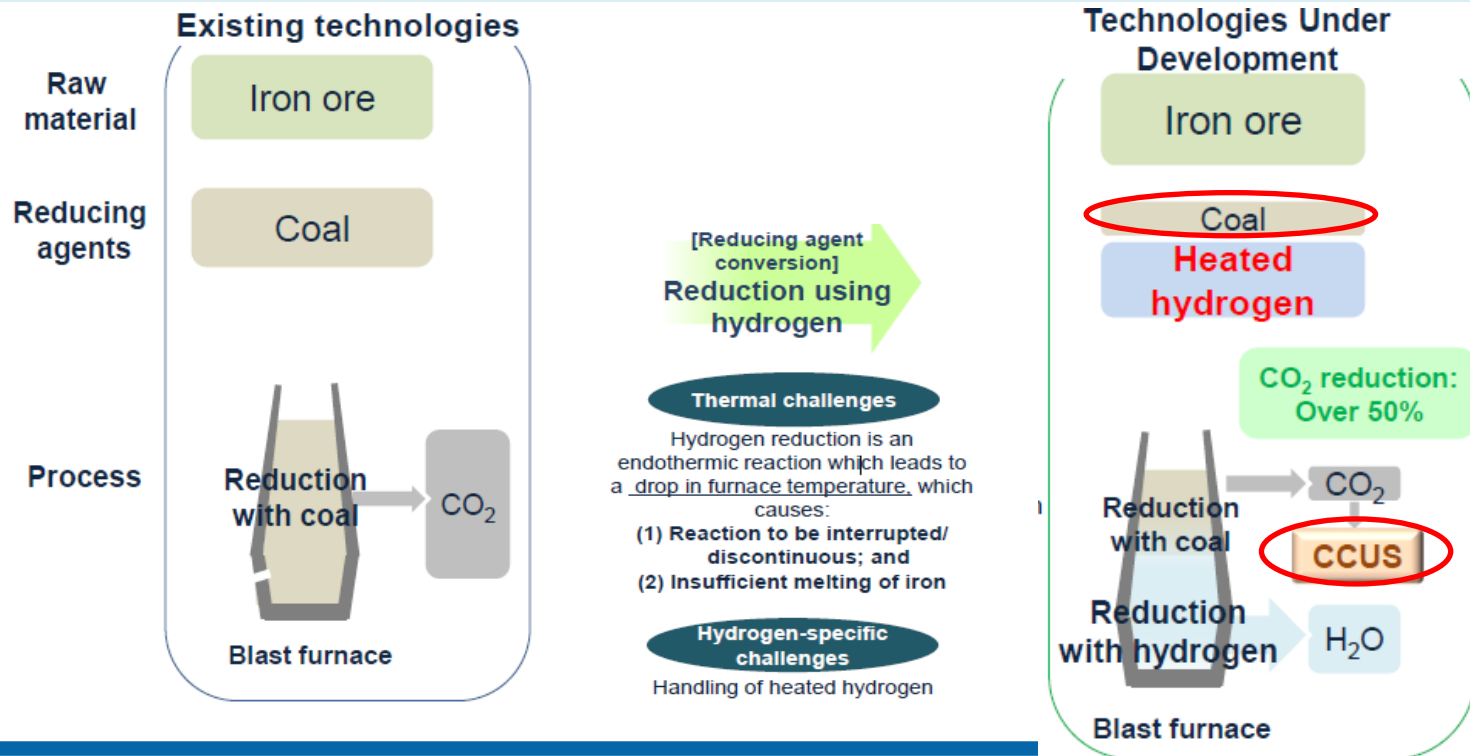 Existing technologies
Raw
material
Iron ore
Reducing
agents
Coal
Process
Reduction
with coal
CO₂
Blast furnace
[Reducing agent
conversion]
Reduction using
hydrogen
Thermal challenges
Hydrogen reduction is an
endothermic reaction which leads to
a drop in furnace temperature, which
causes:
(1) Reaction to be interrupted/
discontinuous; and
(2) Insufficient melting of iron
Hydrogen-specific
challenges
Handling of heated hydrogen
Technologies Under
Development
Iron ore
Coal
Heated
hydrogen
CO₂ reduction:
Over 50%
Reduction
with coal
CO₂
CCUS
Reduction
with hydrogen
H₂O
Blast furnace